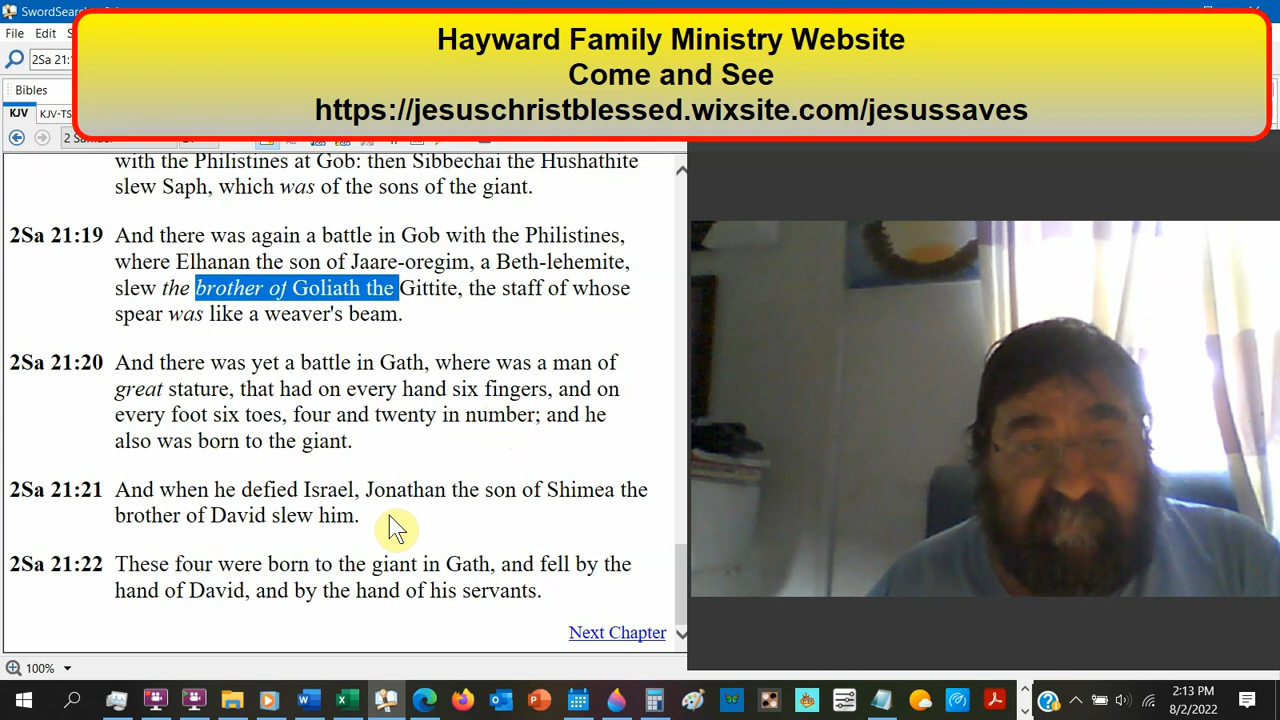 SwordSearc
Hayward Family Ministry Website
Come and See
https://jesuschristblessed.wixsite.com/jesussaves
File Edit
2Sa 21:1
Bibles
KJV KJV-TS
with the Philistines at Gob: then Sibbechai the Hushathite
slew Saph, which was of the sons of the giant.
2Sa 21:19 And there was again a battle in Gob with the Philistines,
where Elhanan the son of Jaare-oregim, a Beth-lehemite,
slew the brother of Goliath the Gittite, the staff of whose
spear was like a weaver's beam.
2Sa 21:20 And there was yet a battle in Gath, where was a man of
great stature, that had on every hand six fingers, and on
every foot six toes, four and twenty in number; and he
also was born to the giant.
2Sa 21:21 And when he defied Israel, Jonathan the son of Shimea the
brother of David slew him.
2Sa 21:22 These four were born to the giant in Gath, and fell by the
hand of David, and by the hand of his servants.
Next Chapter
100%
2:13 PM
8/2/2022